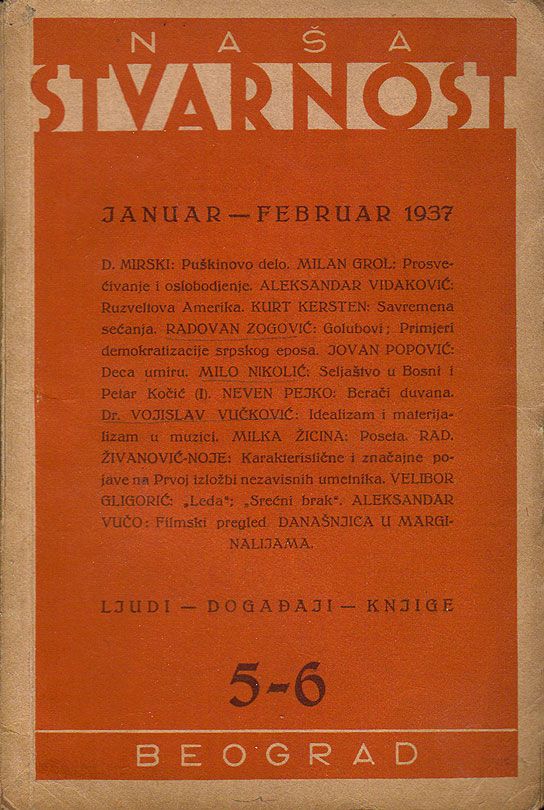 NAŠA
STVARNOST
JANUAR — FEBRUAR 1937
D. MIRSKI: Puškinovo delo. MILAN GROL: Prosve-
ćivanje i oslobodjenje. ALEKSANDAR VIDAKOVIĆ:
Ruzveltova Amerika. KURT KERSTEN: Savremena
sećanja. RADOVAN ZOGOVIĆ: Golubovi; Primjeri
demokratizacije srpskog eposa. JOVAN POPOVIĆ:
Deca umiru. MILO NIKOLIĆ: Seljaštvo u Bosni i
Petar Kočić (I). NEVEN PEJKO: Berači duvana.
Dr. VOJISLAV VUČKOVIĆ: Idealizam i materija-
lizam u muzici. MILKA ŽICINA: Poseta. RAD.
ŽIVANOVIĆ-NOJE: Karakteristične i značajne po-
jave na Prvoj izložbi nezavisnih umetnika. VELIBOR
GLIGORIĆ: „Leda“; „Srećni brak“. ALEKSANDAR
VUČO: Filmski pregled. DANAŠNJICA U MARGI-
NALIJAMA.
LJUDI — DOGAĐAJI — KNJIGE
5-6
BEOGRAD